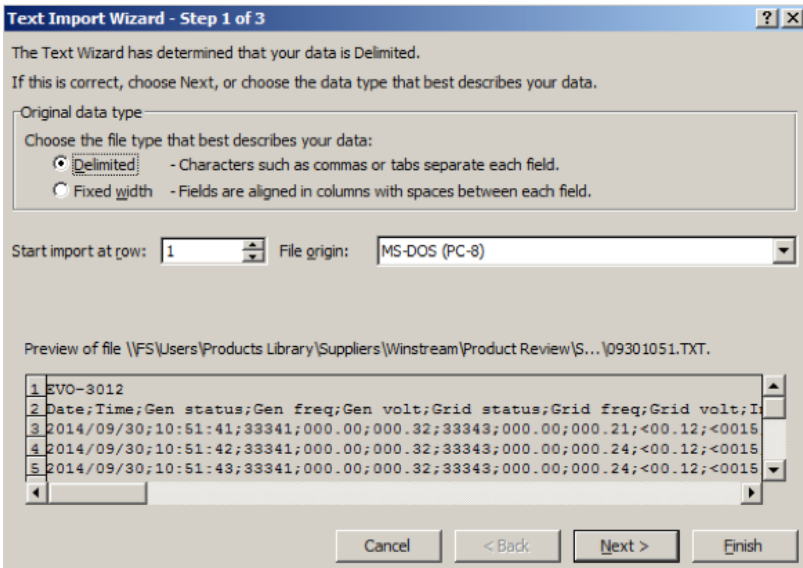 Text Import Wizard - Step 1 of 3
The Text Wizard has determined that your data is Delimited.
If this is correct, choose Next, or choose the data type that best describes your data.
Original data type
Choose the file type that best describes your data:
Delimited - Characters such as commas or tabs separate each field.
Fixed width - Fields are aligned in columns with spaces between each field.
Start import at row: 1 File origin: MS-DOS (PC-8)
Preview of file \\FS\Users\Products Library\Suppliers\Winstream\Product Review\S...\09301051.TXT.
1 EVO-3012
2 Date;Time;Gen status;Gen freq;Gen volt;Grid status;Grid freq;Grid volt;
3 2014/09/30;10:51:41;33341;000.00;000.32;33343;000.00;000.21;<00.12;<0015
4 2014/09/30;10:51:42;33341;000.00;000.32;33343;000.00;000.24;<00.12;<0015
5 2014/09/30;10:51:43;33341;000.00;000.32;33343;000.00;000.24;<00.12;<0015
Cancel < Back Next > Finish